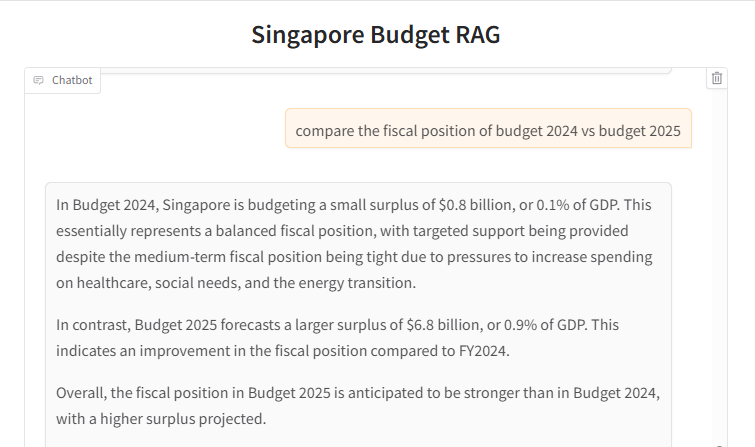 Singapore Budget RAG
Chatbot
compare the fiscal position of budget 2024 vs budget 2025
In Budget 2024, Singapore is budgeting a small surplus of $0.8 billion, or 0.1% of GDP. This
essentially represents a balanced fiscal position, with targeted support being provided
despite the medium-term fiscal position being tight due to pressures to increase spending
on healthcare, social needs, and the energy transition.
In contrast, Budget 2025 forecasts a larger surplus of $6.8 billion, or 0.9% of GDP. This
indicates an improvement in the fiscal position compared to FY2024.
Overall, the fiscal position in Budget 2025 is anticipated to be stronger than in Budget 2024,
with a higher surplus projected.